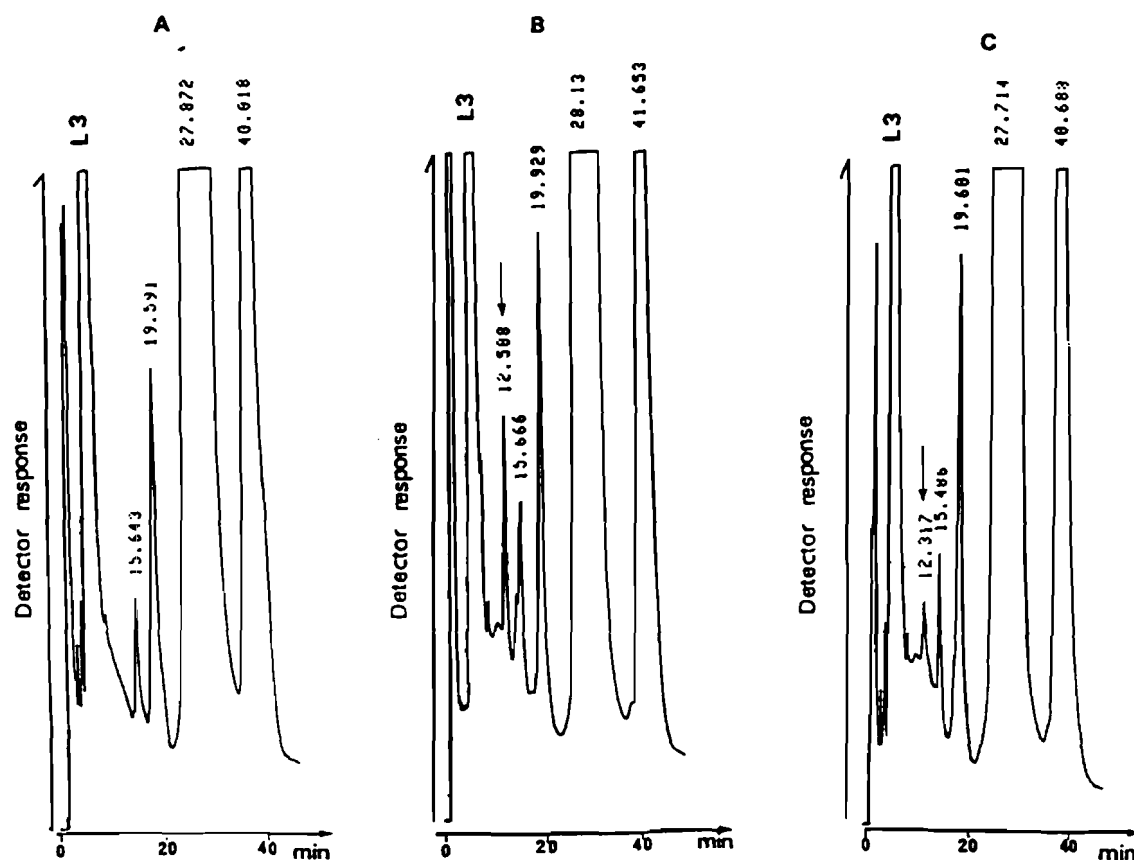 A
L3
27.872
40.018
19.591
15.643
Detector response
0
20
40
min
B
L3
28.13
41.653
19.929
12.508
15.666
Detector response
0
20
40
min
C
L3
27.714
40.688
19.681
12.317
15.486
Detector response
0
20
40
min